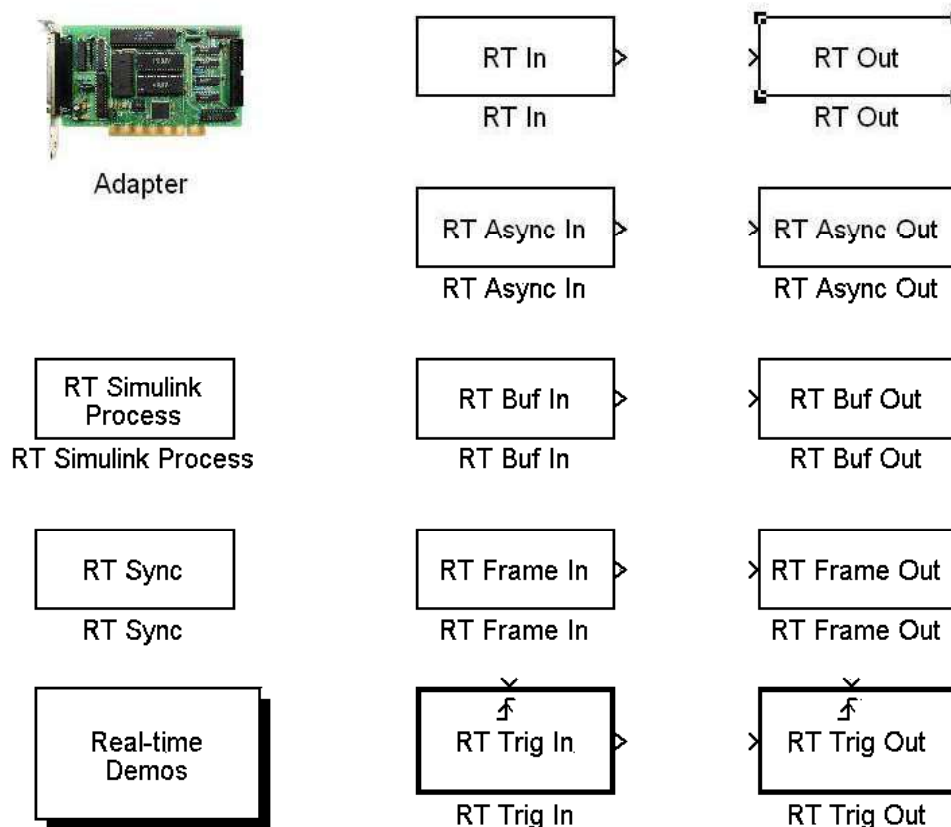 RT In
RT Out
RT In
RT Out
Adapter
RT Async In
RT Async Out
RT Async In
RT Async Out
RT Simulink
Process
RT Buf In
RT Buf Out
RT Simulink Process
RT Buf In
RT Buf Out
RT Sync
RT Frame In
RT Frame Out
RT Sync
RT Frame In
RT Frame Out
Real-time
Demos
RT Trig In
RT Trig Out
RT Trig In
RT Trig Out